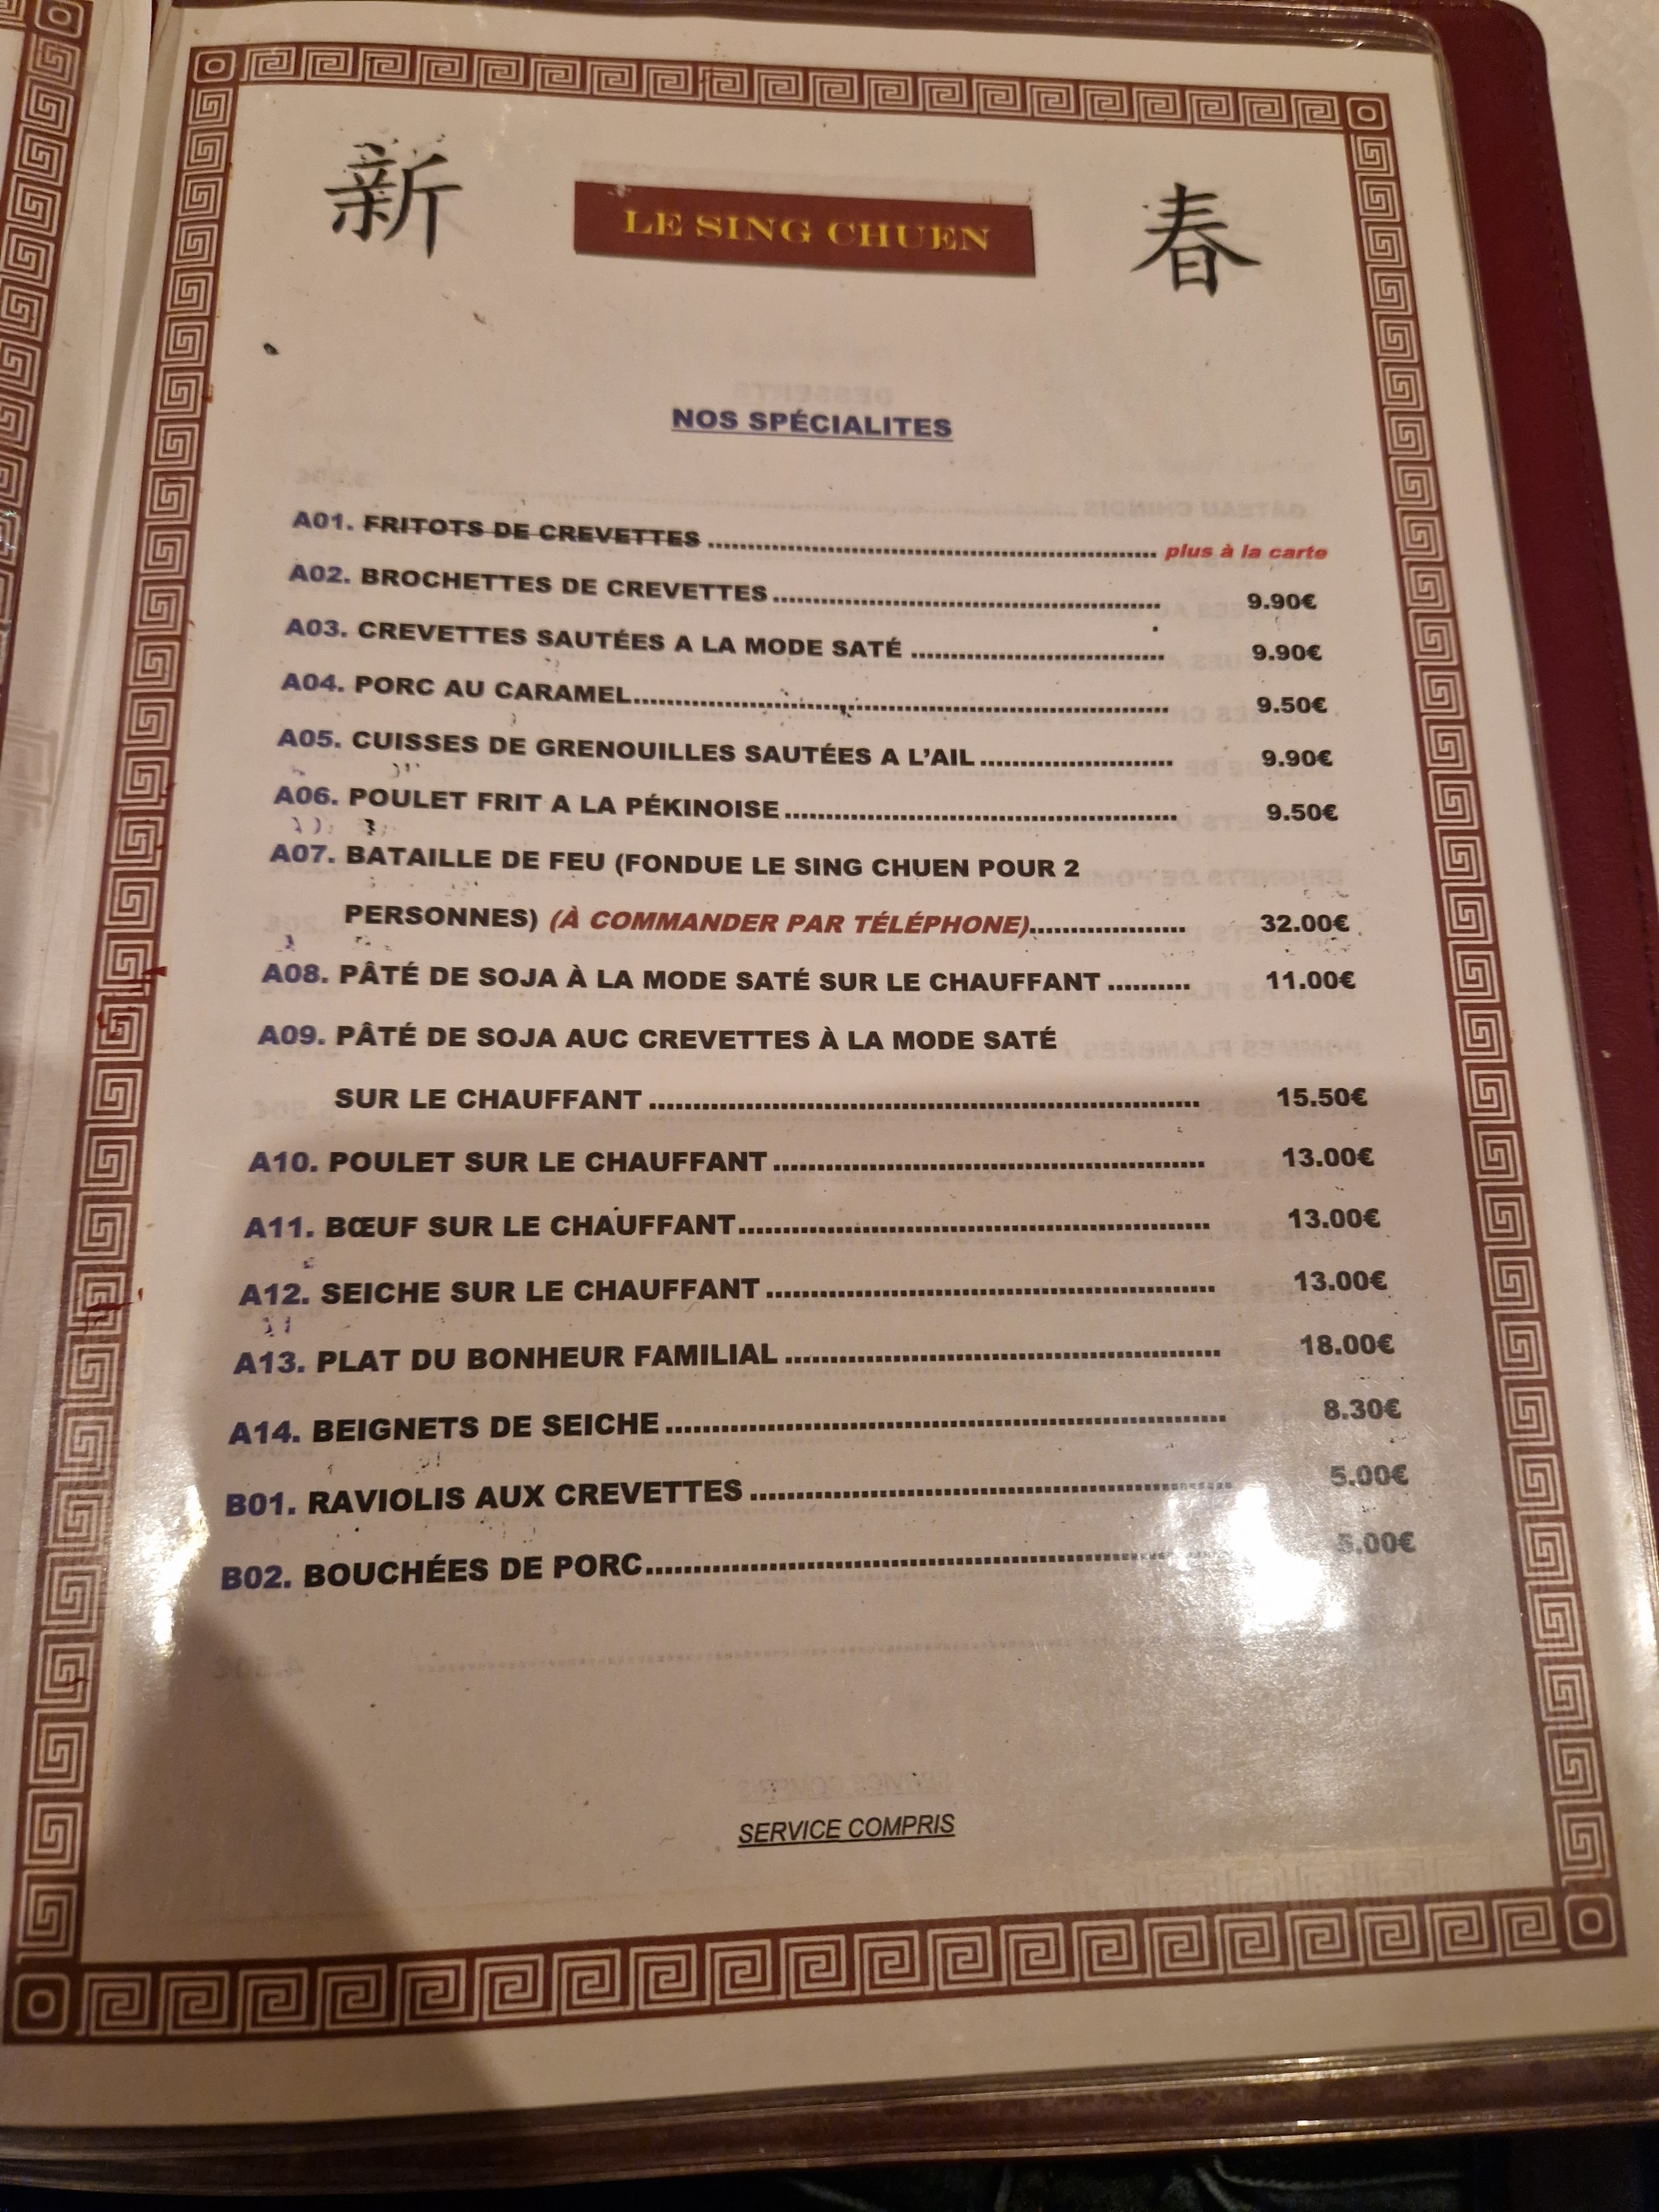 新 LE SING CHUEN 春
NOS SPÉCIALITES
A01. FRITOTS DE CREVETTES ........ plus à la carte
A02. BROCHETTES DE CREVETTES ........ 9.90€
A03. CREVETTES SAUTÉES A LA MODE SATÉ ........ 9.90€
A04. PORC AU CARAMEL ........ 9.50€
A05. CUISSES DE GRENOUILLES SAUTÉES A L'AIL ........ 9.90€
A06. POULET FRIT A LA PÉKINOISE ........ 9.50€
A07. BATAILLE DE FEU (FONDUE LE SING CHUEN POUR 2
PERSONNES) (À COMMANDER PAR TÉLÉPHONE) ........ 32.00€
A08. PÂTÉ DE SOJA À LA MODE SATÉ SUR LE CHAUFFANT ........ 11.00€
A09. PÂTÉ DE SOJA AUC CREVETTES À LA MODE SATÉ
SUR LE CHAUFFANT ........ 15.50€
A10. POULET SUR LE CHAUFFANT ........ 13.00€
A11. BŒUF SUR LE CHAUFFANT ........ 13.00€
A12. SEICHE SUR LE CHAUFFANT ........ 13.00€
A13. PLAT DU BONHEUR FAMILIAL ........ 18.00€
A14. BEIGNETS DE SEICHE ........ 8.30€
B01. RAVIOLIS AUX CREVETTES ........ 5.00€
B02. BOUCHÉES DE PORC ........ 5.00€
SERVICE COMPRIS